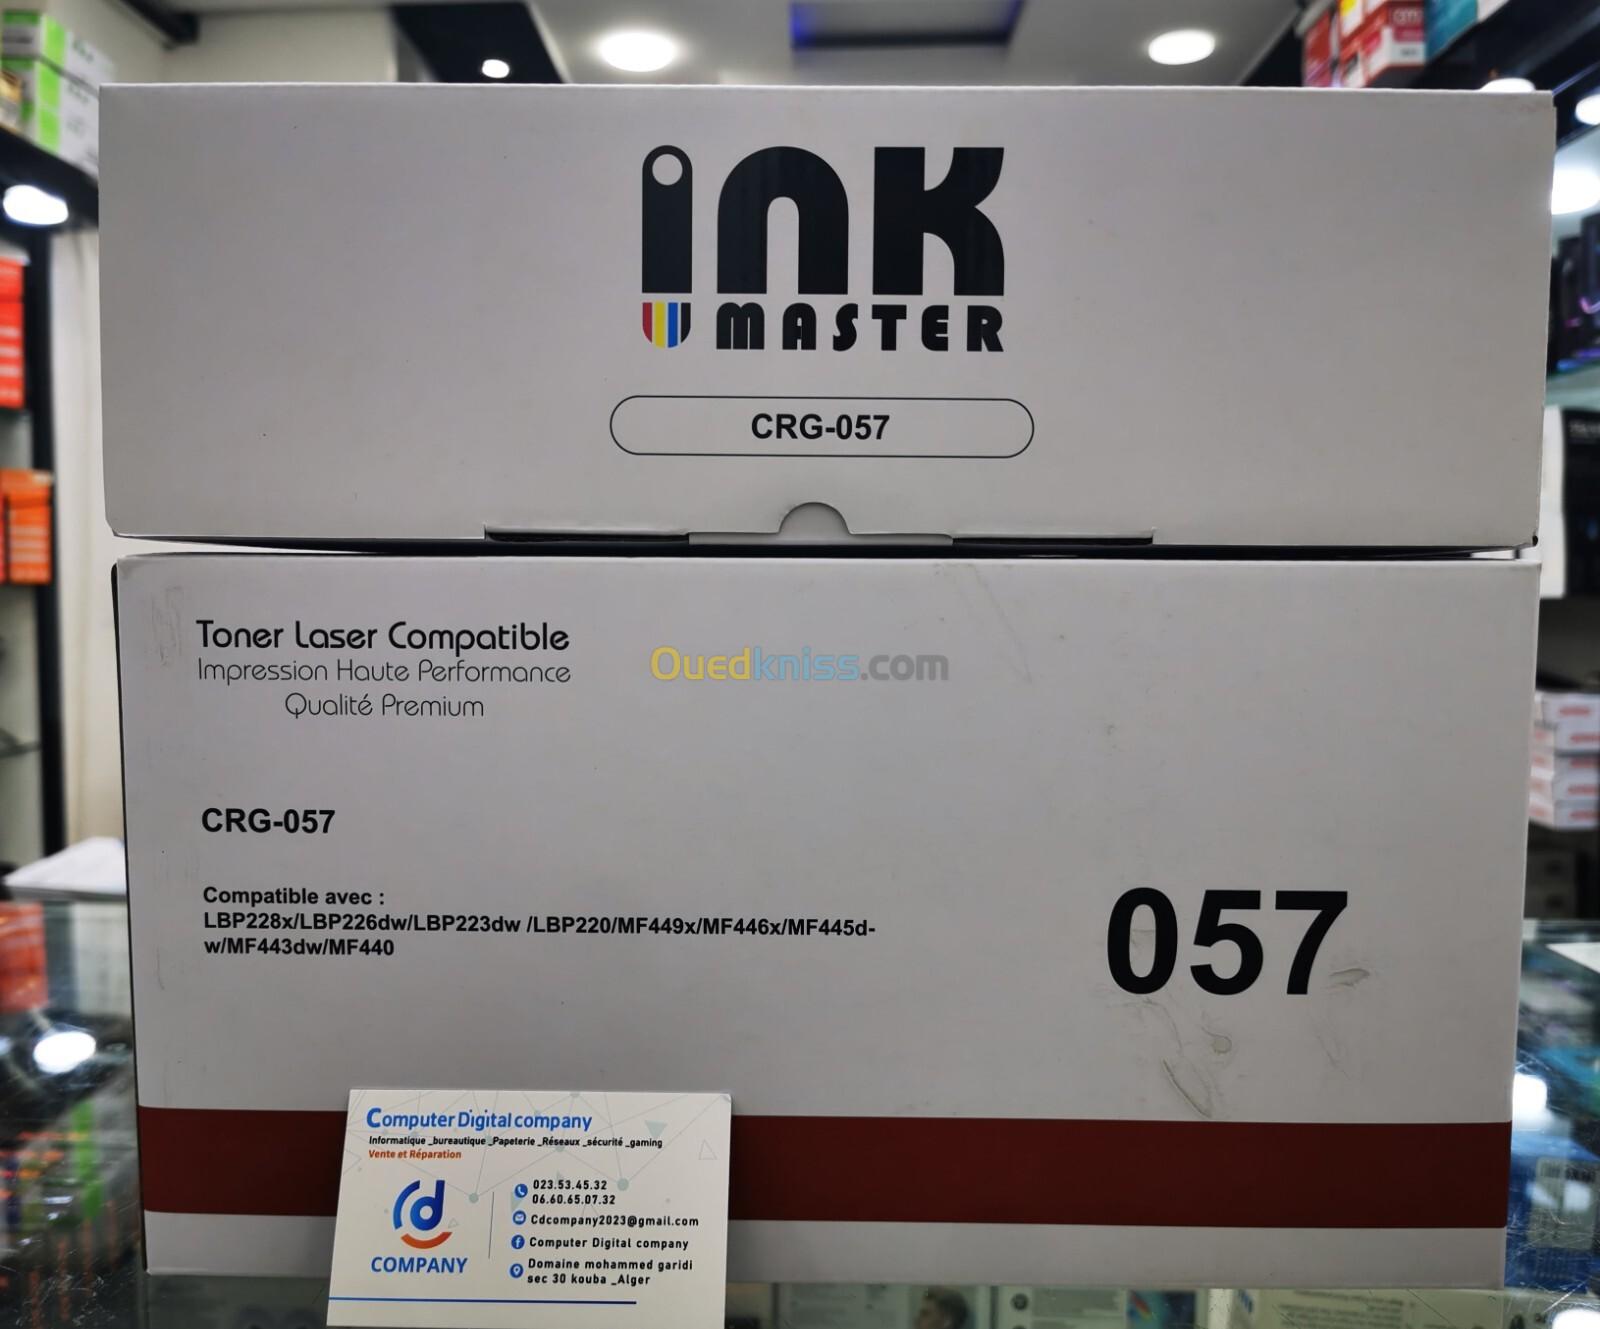 INK
MASTER
CRG-057
Toner Laser Compatible
Impression Haute Performance
Qualité Premium
Ouedkniss.com
CRG-057
Compatible avec :
LBP228x/LBP226dw/LBP223dw /LBP220/MF449x/MF446x/MF445d-
w/MF443dw/MF440
057
Computer Digital company
Informatique _bureautique _Papeterie _Réseaux _sécurité _gaming
Vente et Réparation
023.53.45.32
06.60.65.07.32
Cdcompany2023@gmail.com
Computer Digital company
Domaine mohammed garidi
sec 30 kouba _Alger
cd
COMPANY